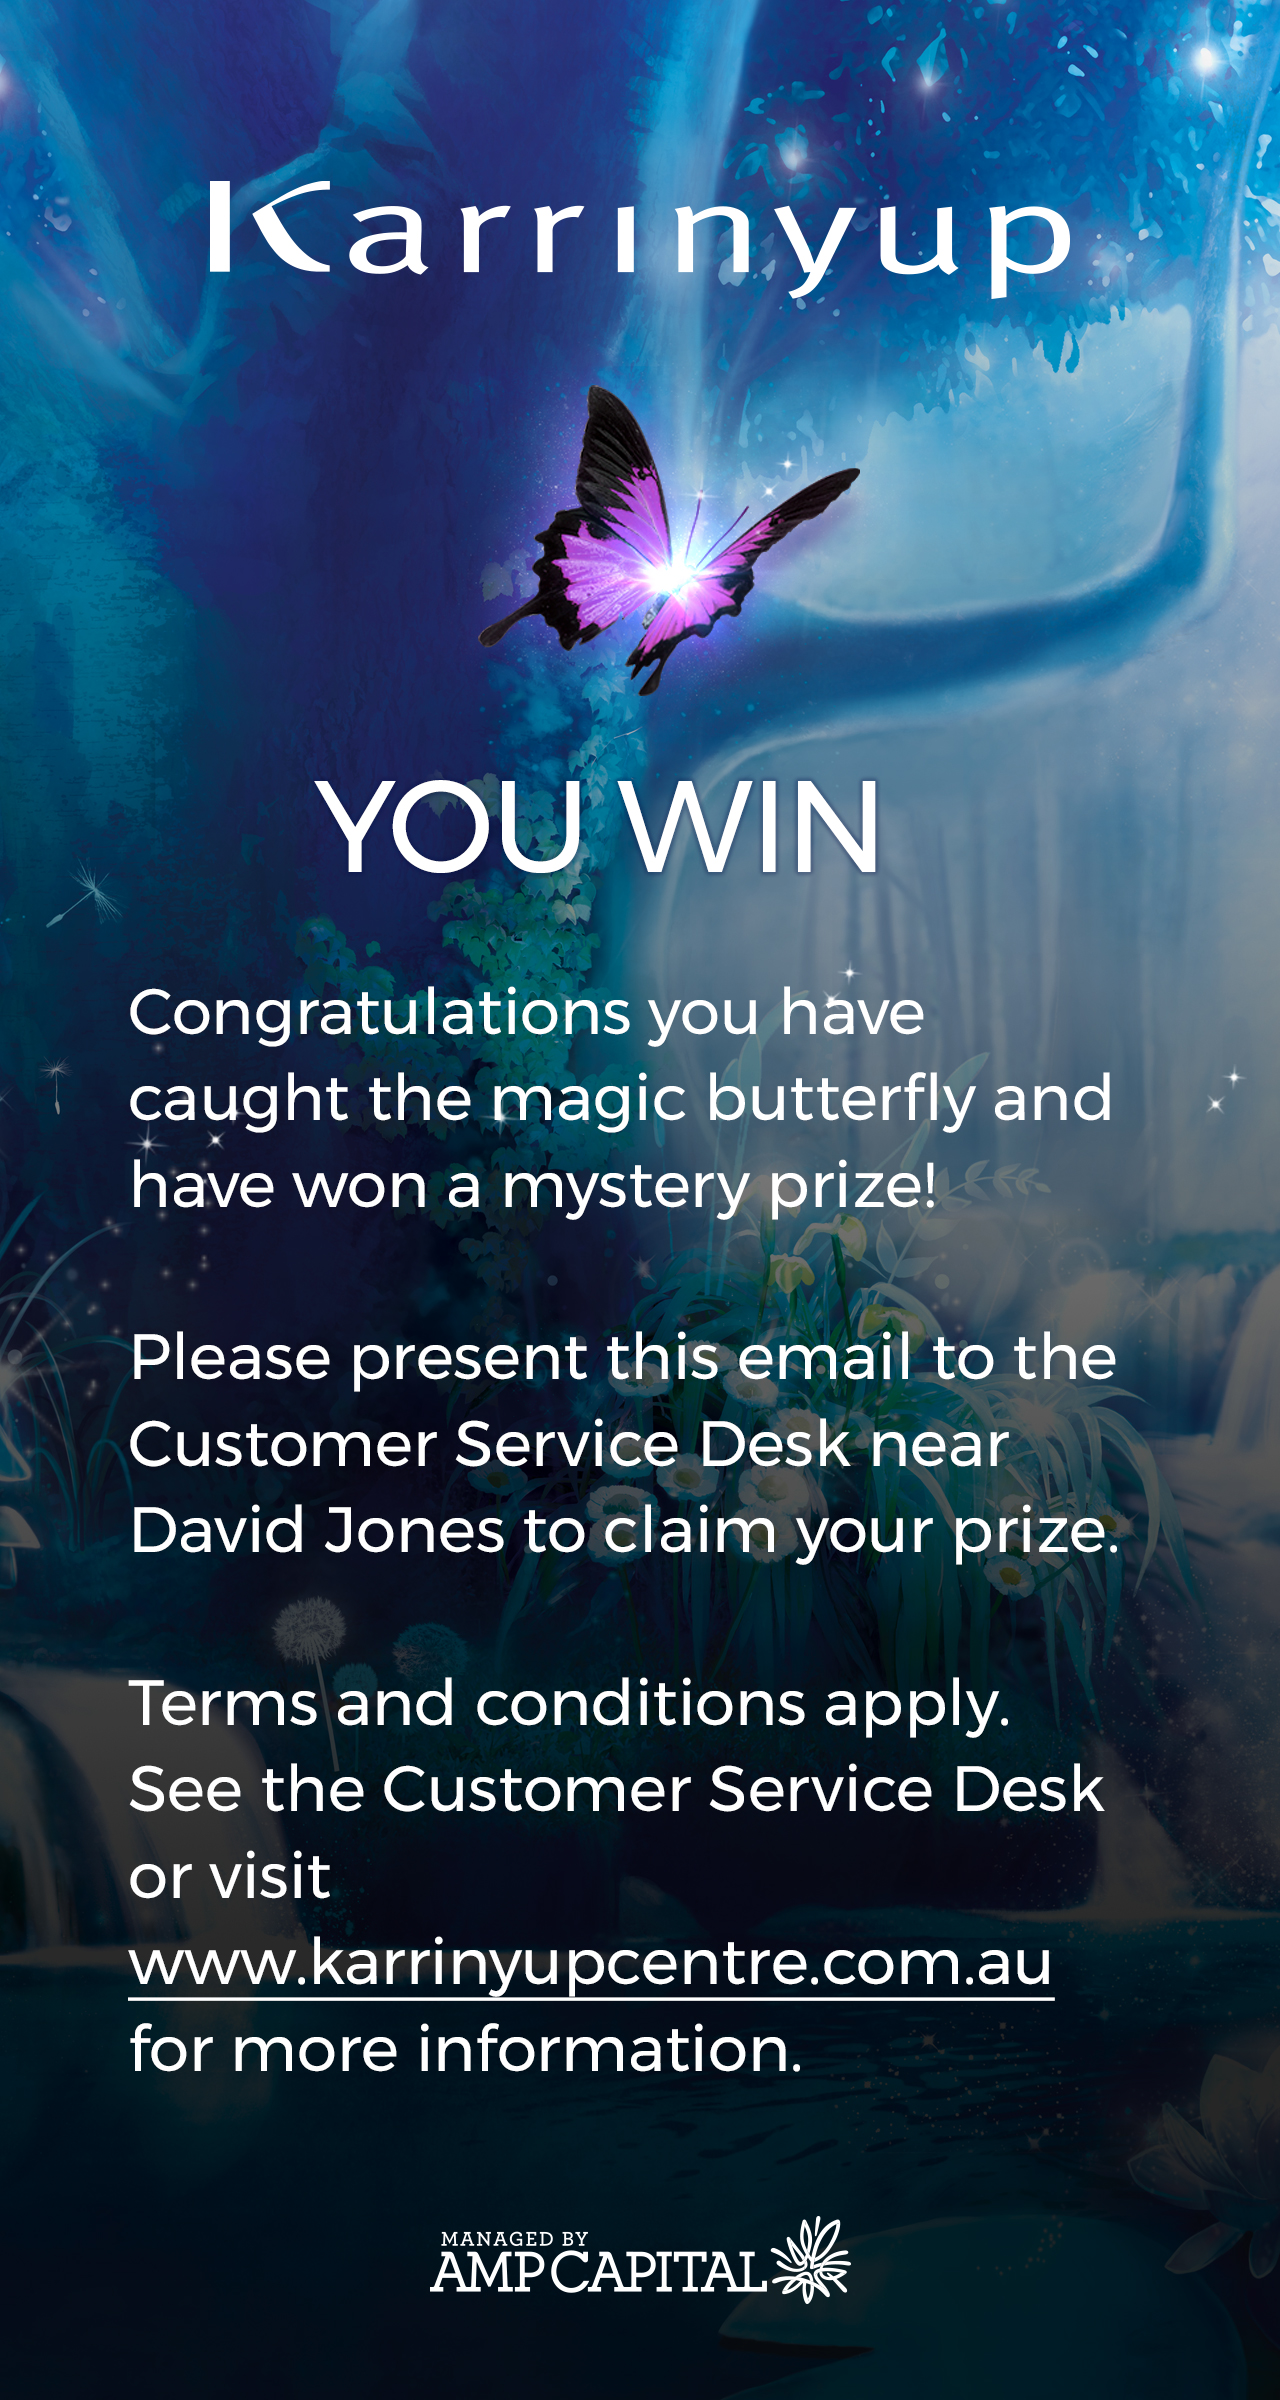 Karrinyup
YOU WIN
Congratulations you have
caught the magic butterfly and
have won a mystery prize!
Please present this email to the
Customer Service Desk near
David Jones to claim your prize.
Terms and conditions apply.
See the Customer Service Desk
or visit
www.karrinyupcentre.com.au
for more information.
MANAGED BY
AMP CAPITAL